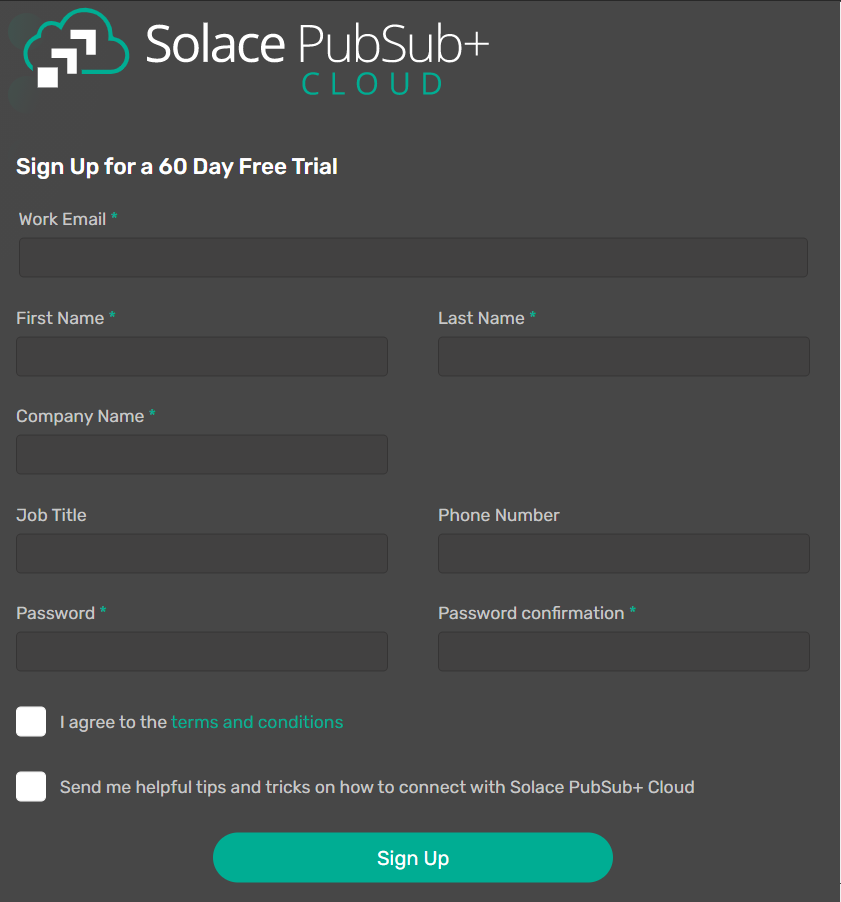 Solace PubSub+
CLOUD
Sign Up for a 60 Day Free Trial
Work Email *
First Name *
Last Name *
Company Name *
Job Title
Phone Number
Password *
Password confirmation *
I agree to the terms and conditions
Send me helpful tips and tricks on how to connect with Solace PubSub+ Cloud
Sign Up